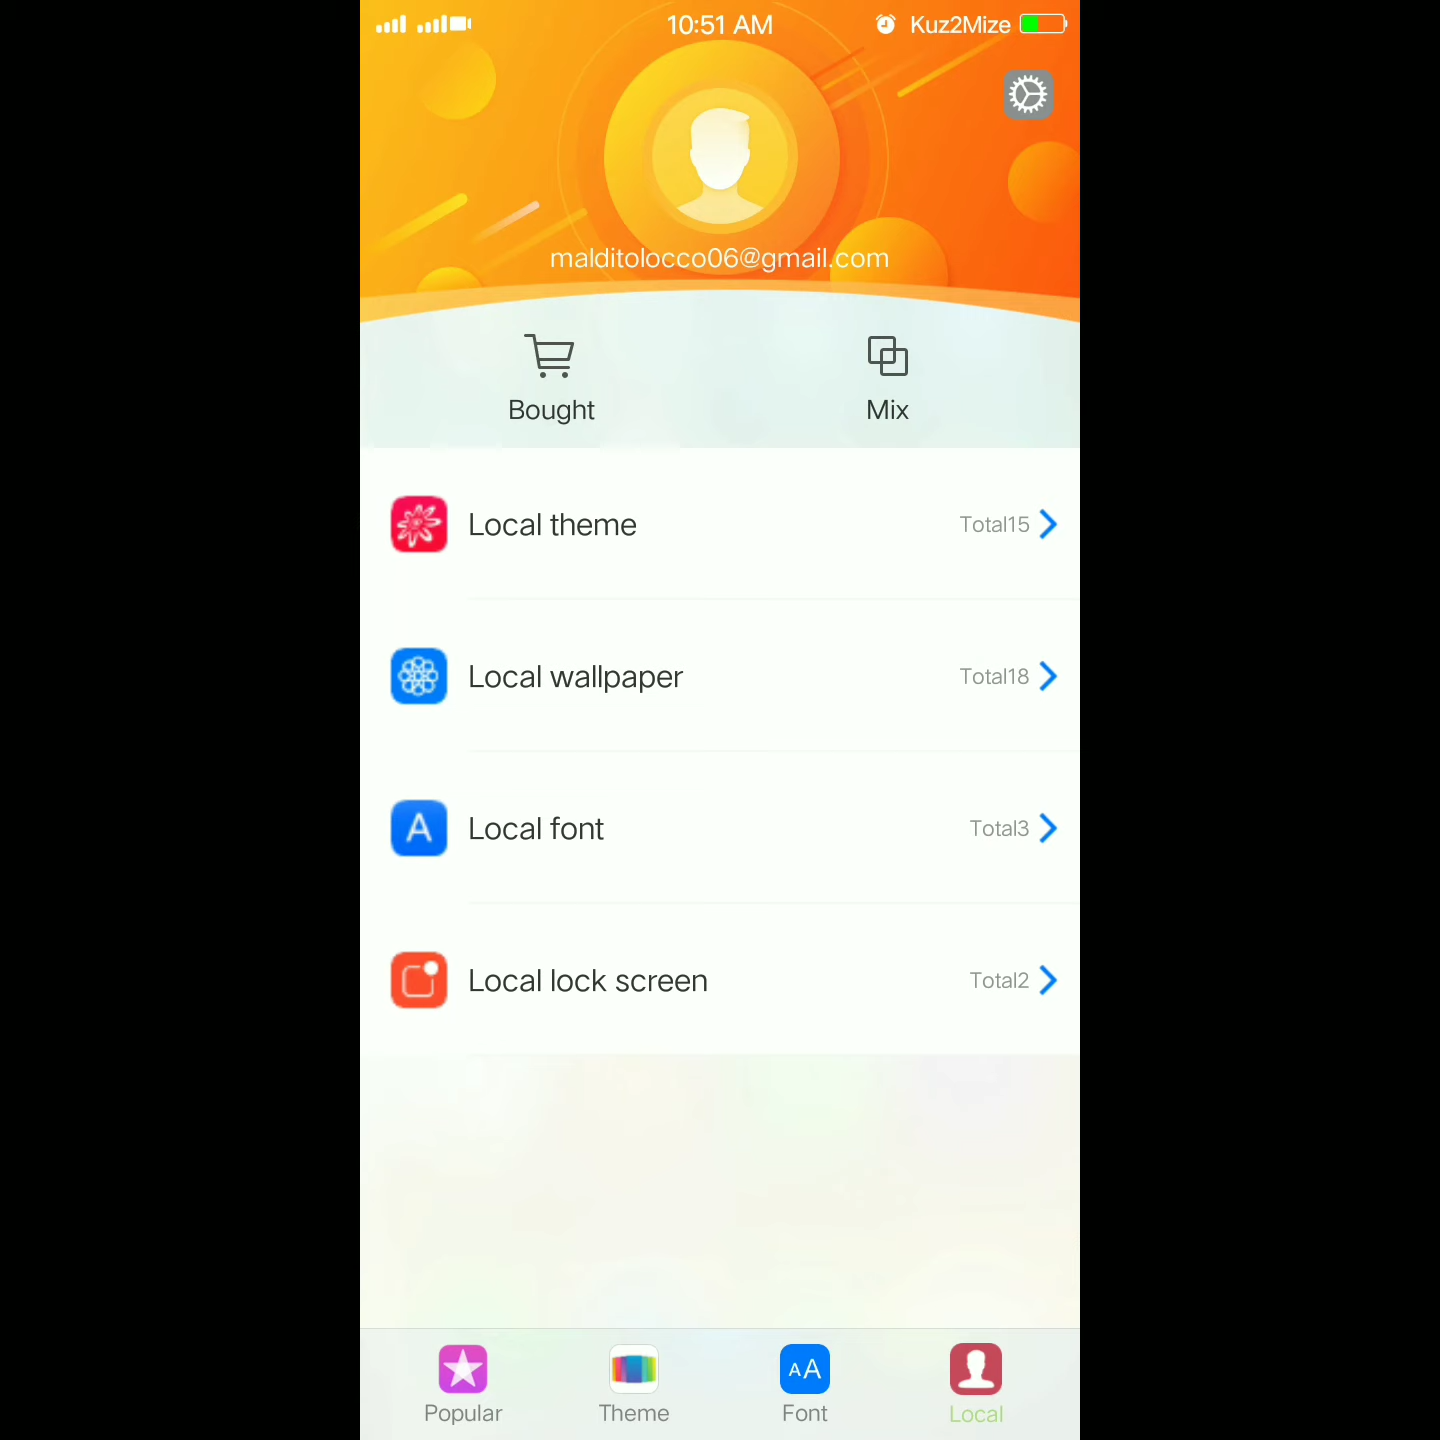 10:51 AM
Kuz2Mize
malditolocco06@gmail.com
Bought
Mix
Local theme
Total15
Local wallpaper
Total18
Local font
Total3
Local lock screen
Total2
A
AA
Popular
Theme
Font
Local